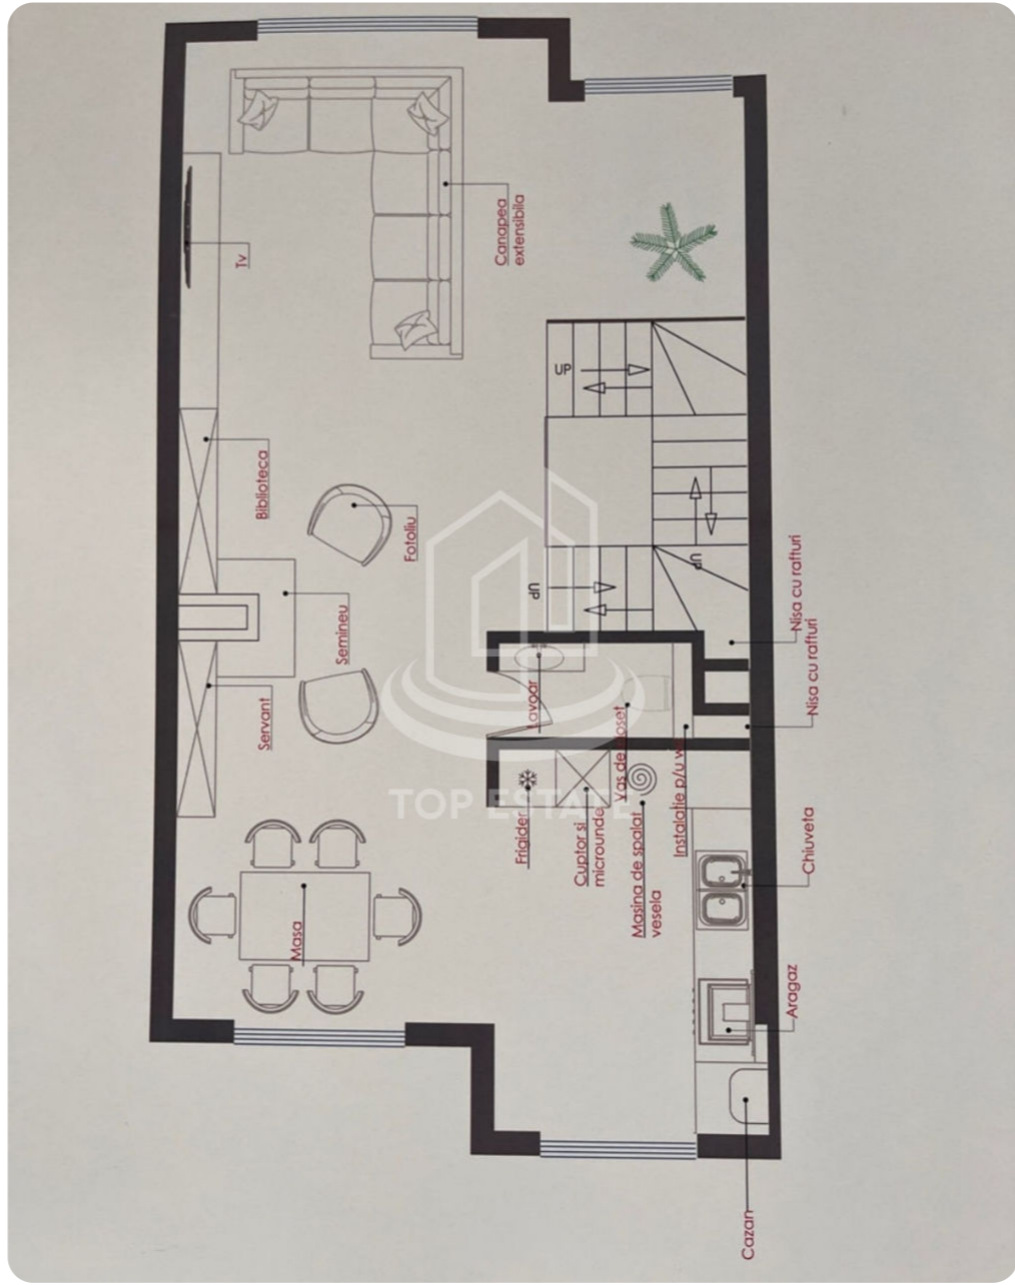 Tv
Canapea
extensibila
Biblioteca
Fotoliu
UP
UP
UP
Semineu
Servant
Nisa cu rafturi
Nisa cu rafturi
Lavoar
Vas de closet
Instalatie p/u wc
TOP ESTATE
Frigider
Cuptor si
microunde
Masina de spalat
vesela
Chiuveta
Masa
Aragaz
Cazan